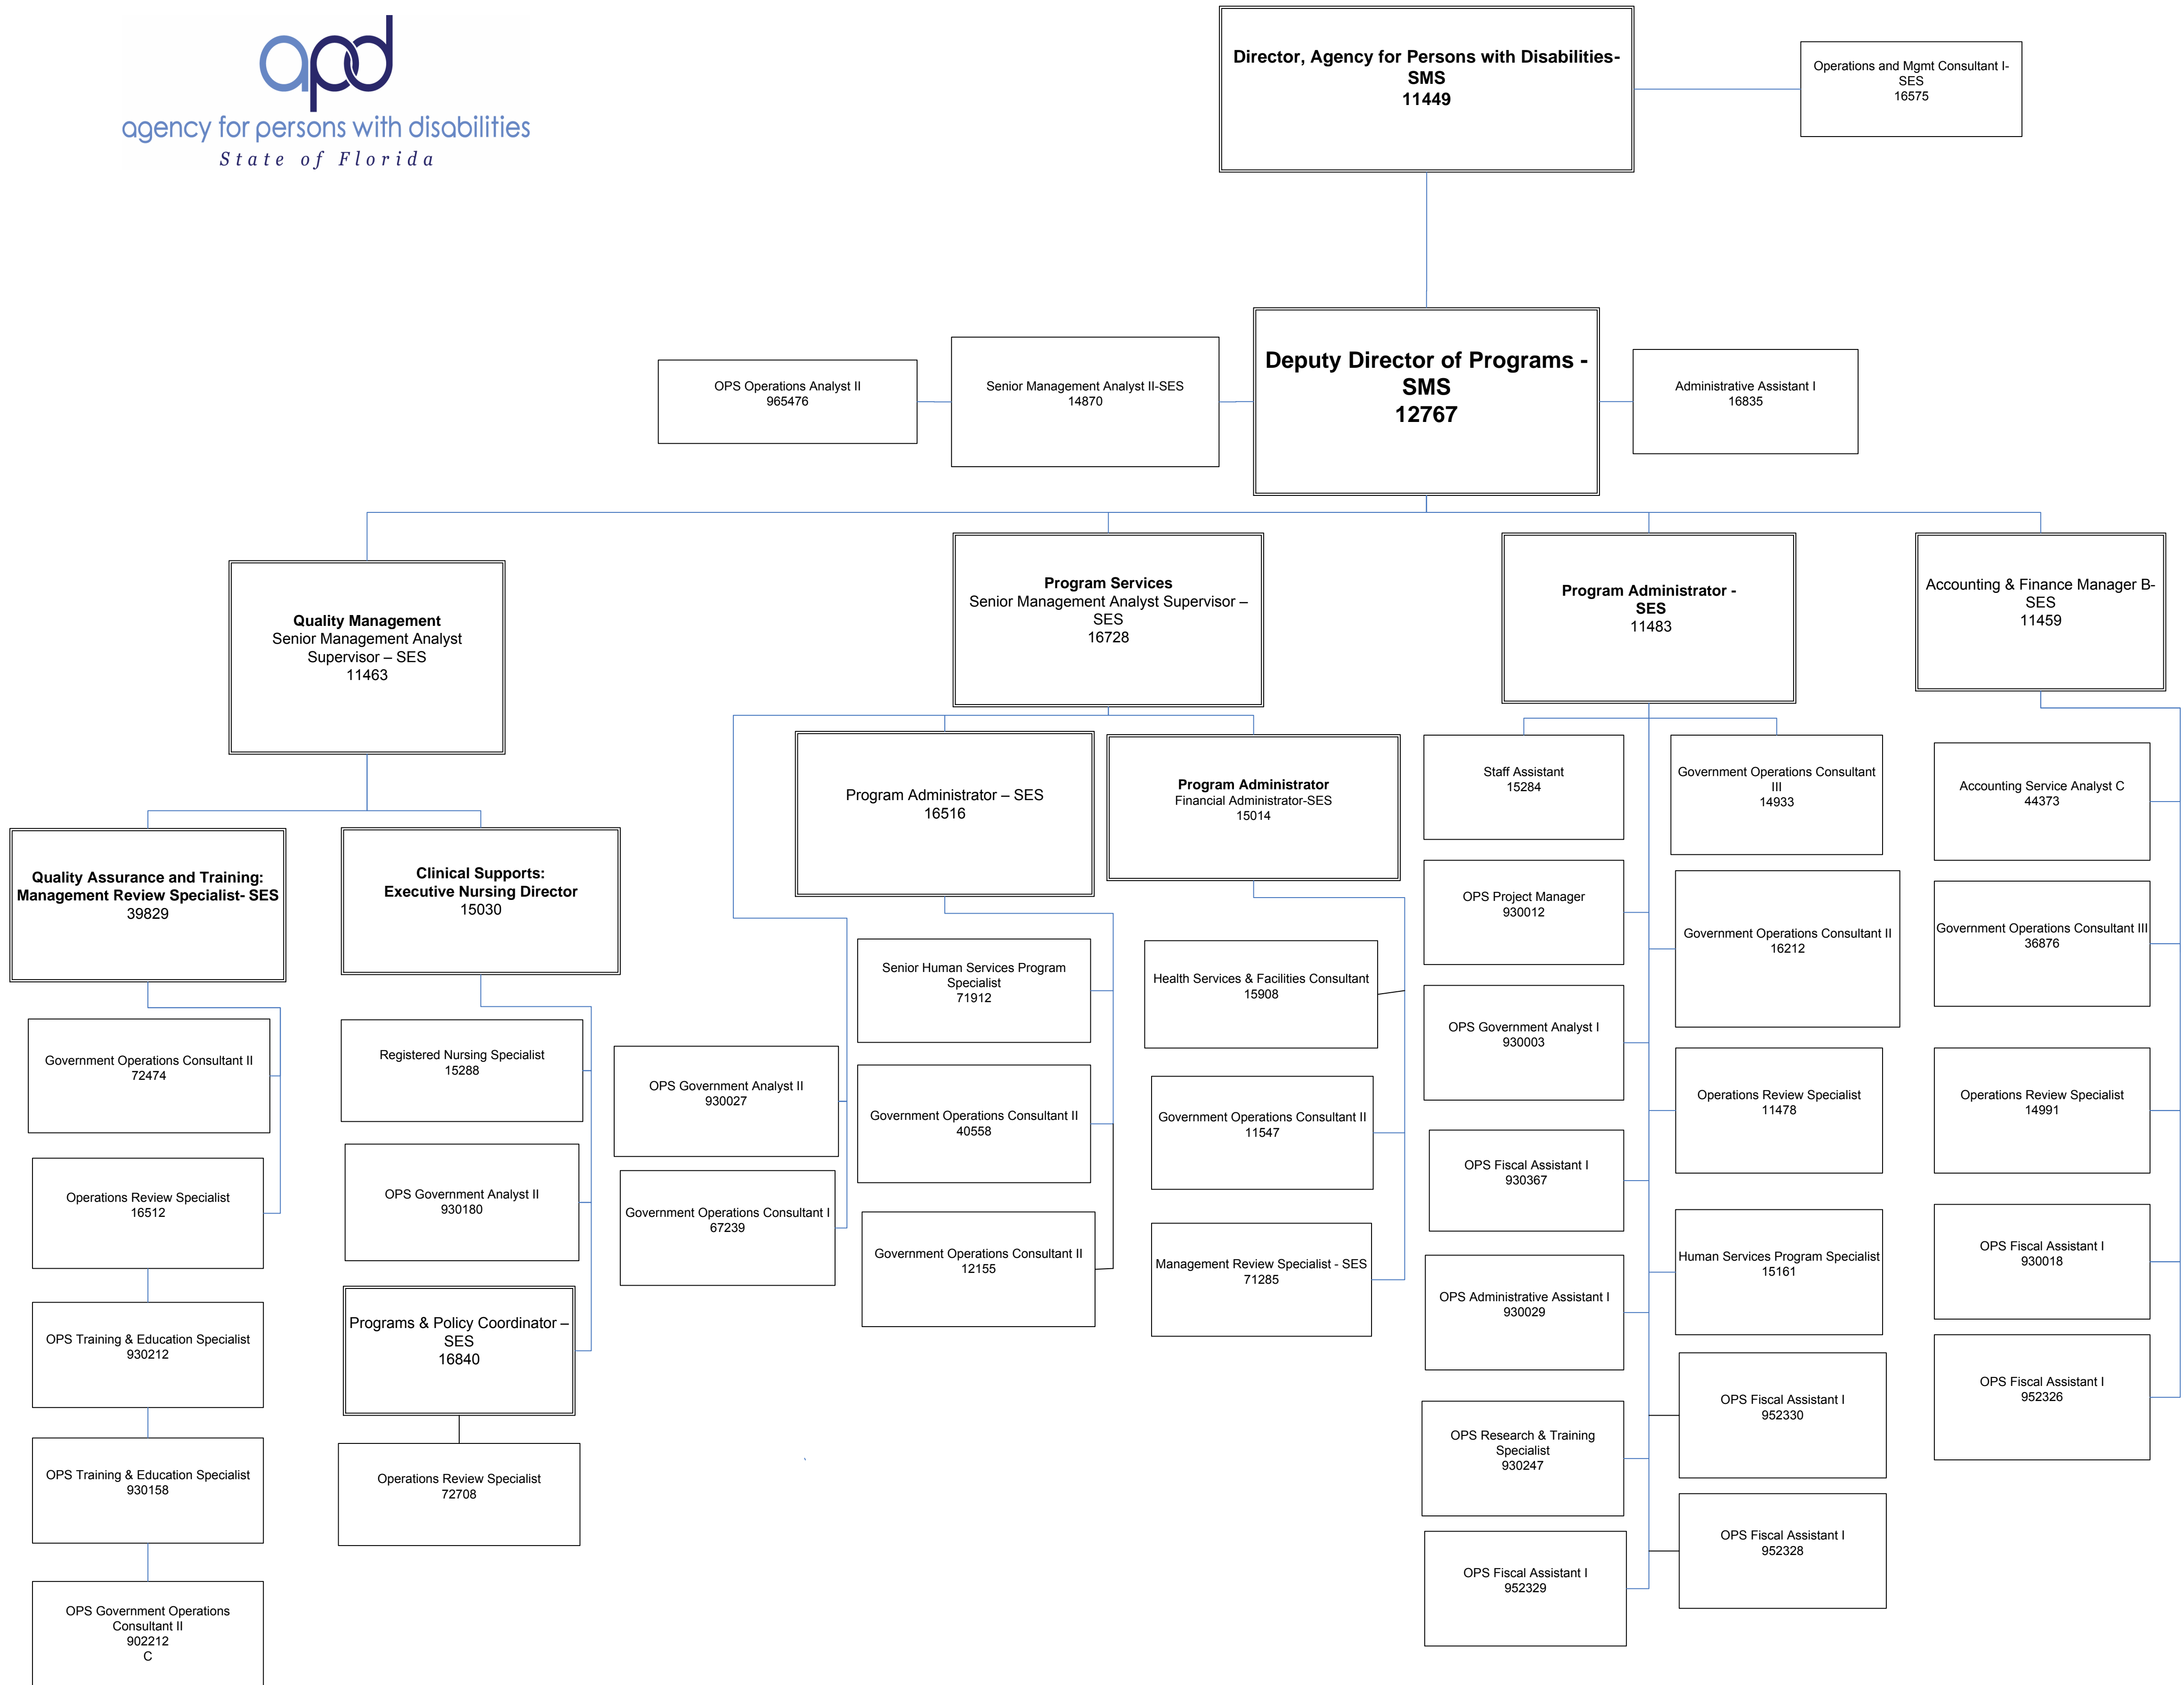 apd
agency for persons with disabilities
State of Florida
Director, Agency for Persons with Disabilities-
SMS
11449
Operations and Mgmt Consultant I-
SES
16575
OPS Operations Analyst II
965476
Senior Management Analyst II-SES
14870
Deputy Director of Programs -
SMS
12767
Administrative Assistant I
16835
Quality Management
Senior Management Analyst
Supervisor – SES
11463
Program Services
Senior Management Analyst Supervisor –
SES
16728
Program Administrator -
SES
11483
Accounting & Finance Manager B-
SES
11459
Quality Assurance and Training:
Management Review Specialist- SES
39829
Government Operations Consultant II
72474
Operations Review Specialist
16512
OPS Training & Education Specialist
930212
OPS Training & Education Specialist
930158
OPS Government Operations
Consultant II
902212
C
Clinical Supports:
Executive Nursing Director
15030
Registered Nursing Specialist
15288
OPS Government Analyst II
930180
Programs & Policy Coordinator –
SES
16840
Operations Review Specialist
72708
OPS Government Analyst II
930027
Government Operations Consultant I
67239
Program Administrator – SES
16516
Senior Human Services Program
Specialist
71912
Government Operations Consultant II
40558
Government Operations Consultant II
12155
Program Administrator
Financial Administrator-SES
15014
Health Services & Facilities Consultant
15908
Government Operations Consultant II
11547
Management Review Specialist - SES
71285
Staff Assistant
15284
OPS Project Manager
930012
OPS Government Analyst I
930003
OPS Fiscal Assistant I
930367
OPS Administrative Assistant I
930029
OPS Research & Training
Specialist
930247
OPS Fiscal Assistant I
952329
Government Operations Consultant
III
14933
Government Operations Consultant II
16212
Operations Review Specialist
11478
Human Services Program Specialist
15161
OPS Fiscal Assistant I
952330
OPS Fiscal Assistant I
952328
Accounting Service Analyst C
44373
Government Operations Consultant III
36876
Operations Review Specialist
14991
OPS Fiscal Assistant I
930018
OPS Fiscal Assistant I
952326